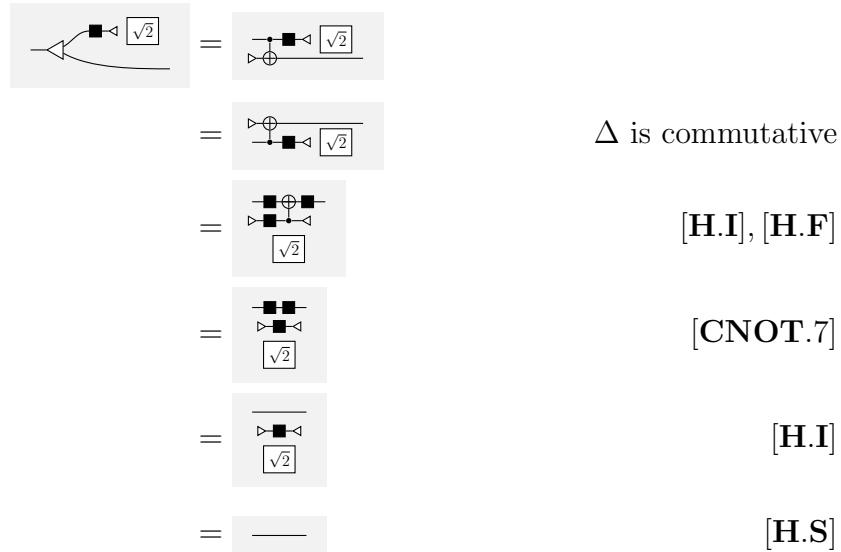 √2 = √2
= √2 Δ is commutative
= √2 [H.I], [H.F]
= √2 [CNOT.7]
= √2 [H.I]
= [H.S]